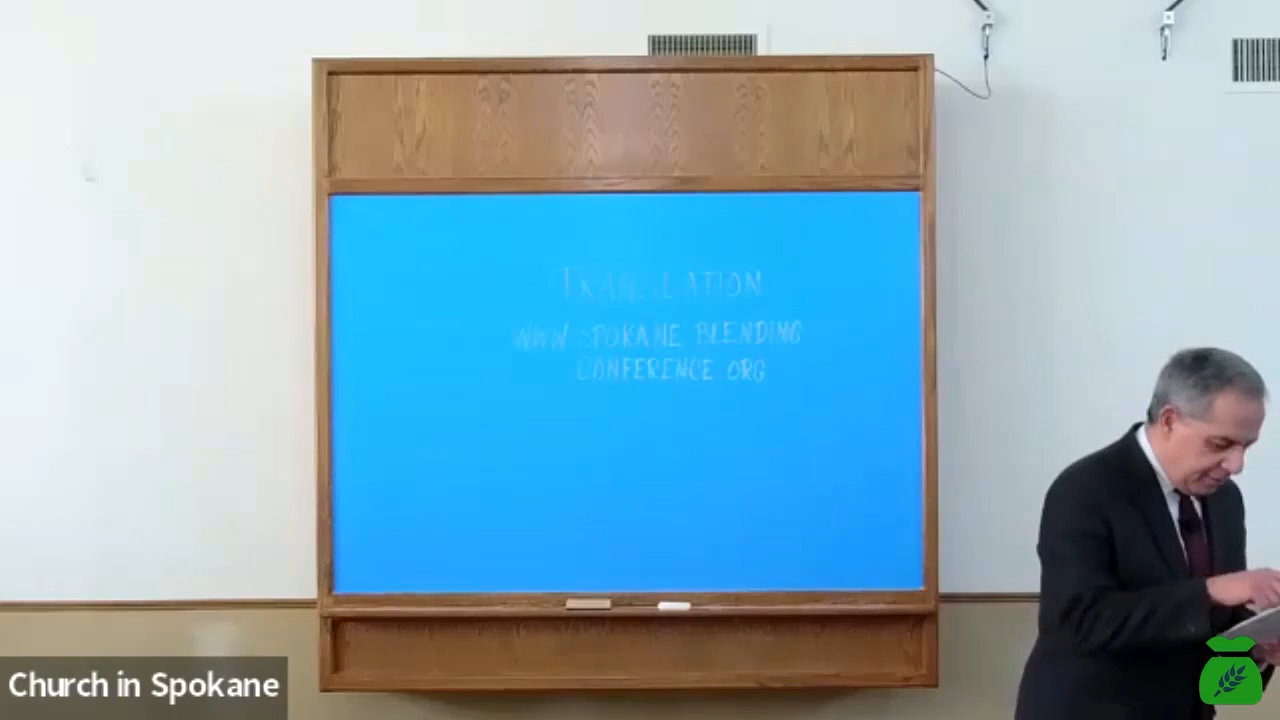 TRANSLATION
WWW.SPOKANE BLENDING
CONFERENCE.ORG
Church in Spokane